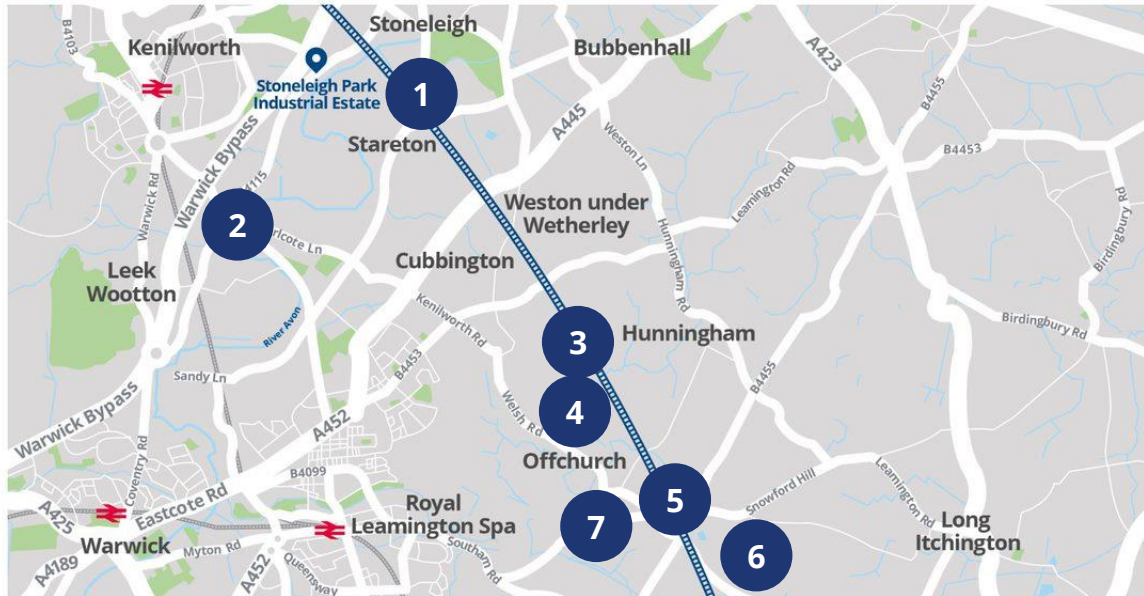 B4103
Kenilworth
Stoneleigh
Bubbenhall
A423
Stoneleigh Park
Industrial Estate
1
B4455
A445
Stareton
Warwick Bypass
Weston Ln
B4453
Warwick Rd
4115
Leamington Rd
Birdingbury Rd
Weston under
Wetherley
2
rlcote Ln
Hunningham Rd
Cubbington
Leek
Wootton
Kenilworth Rd
River Avon
3
Hunningham
Birdingbury Rd
Sandy Ln
B4453
B4455
Warwick Bypass
A452
Welsh Rd
4
Offchurch
Coventry Rd
B4099
Eastcote Rd
Snowford Hill
Leamington Rd
5
Royal
Leamington Spa
7
Long
Itchington
A425
Warwick
Myton Rd
Southam Rd
6
A4189
A452
Queensway